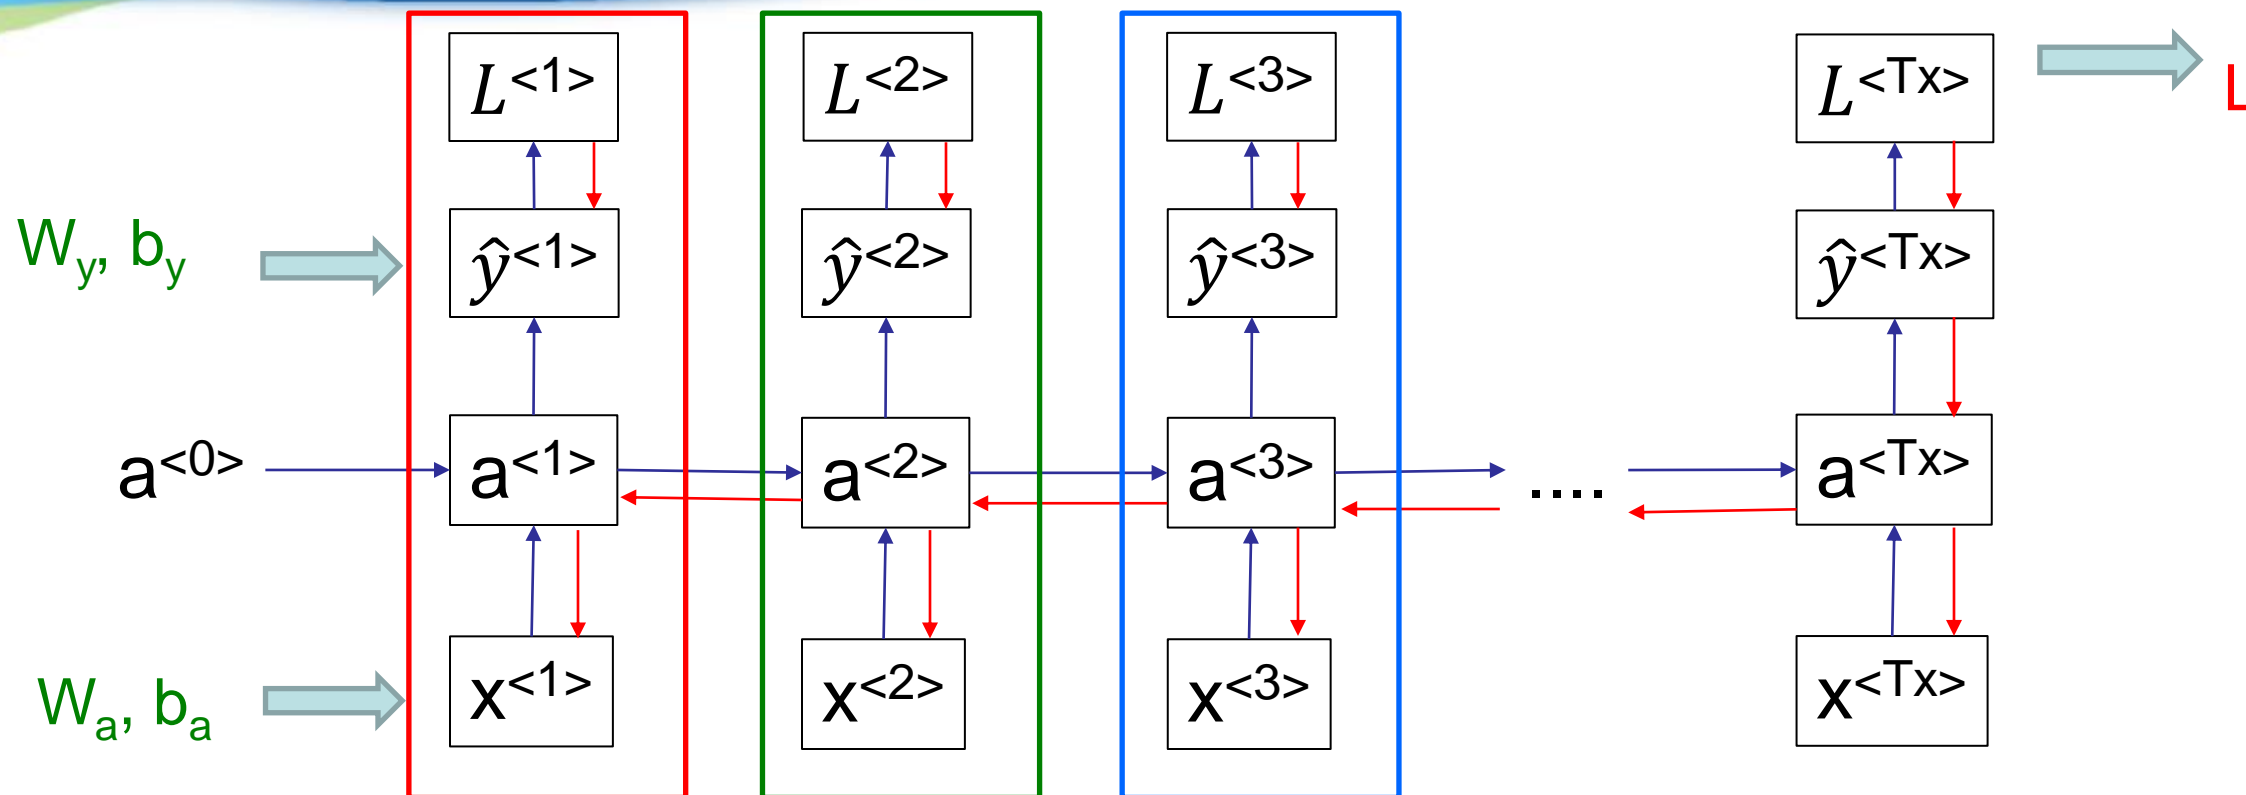 L<1> L<2> L<3> L<Tx> L
Wy, by ŷ<1> ŷ<2> ŷ<3> ŷ<Tx>
a<0> a<1> a<2> a<3> .... a<Tx>
Wa, ba x<1> x<2> x<3> x<Tx>